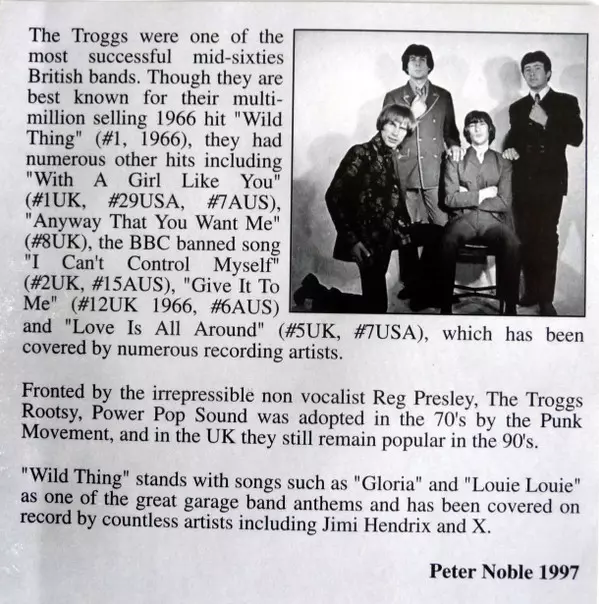 The Troggs were one of the
most successful mid-sixties
British bands. Though they are
best known for their multi-
million selling 1966 hit "Wild
Thing" (#1, 1966), they had
numerous other hits including
"With A Girl Like You"
(#1UK, #29USA, #7AUS),
"Anyway That You Want Me"
(#8UK), the BBC banned song
"I Can't Control Myself"
(#2UK, #15AUS), "Give It To
Me" (#12UK 1966, #6AUS)
and "Love Is All Around" (#5UK, #7USA), which has been
covered by numerous recording artists.
Fronted by the irrepressible non vocalist Reg Presley, The Troggs
Rootsy, Power Pop Sound was adopted in the 70's by the Punk
Movement, and in the UK they still remain popular in the 90's.
"Wild Thing" stands with songs such as "Gloria" and "Louie Louie"
as one of the great garage band anthems and has been covered on
record by countless artists including Jimi Hendrix and X.
Peter Noble 1997